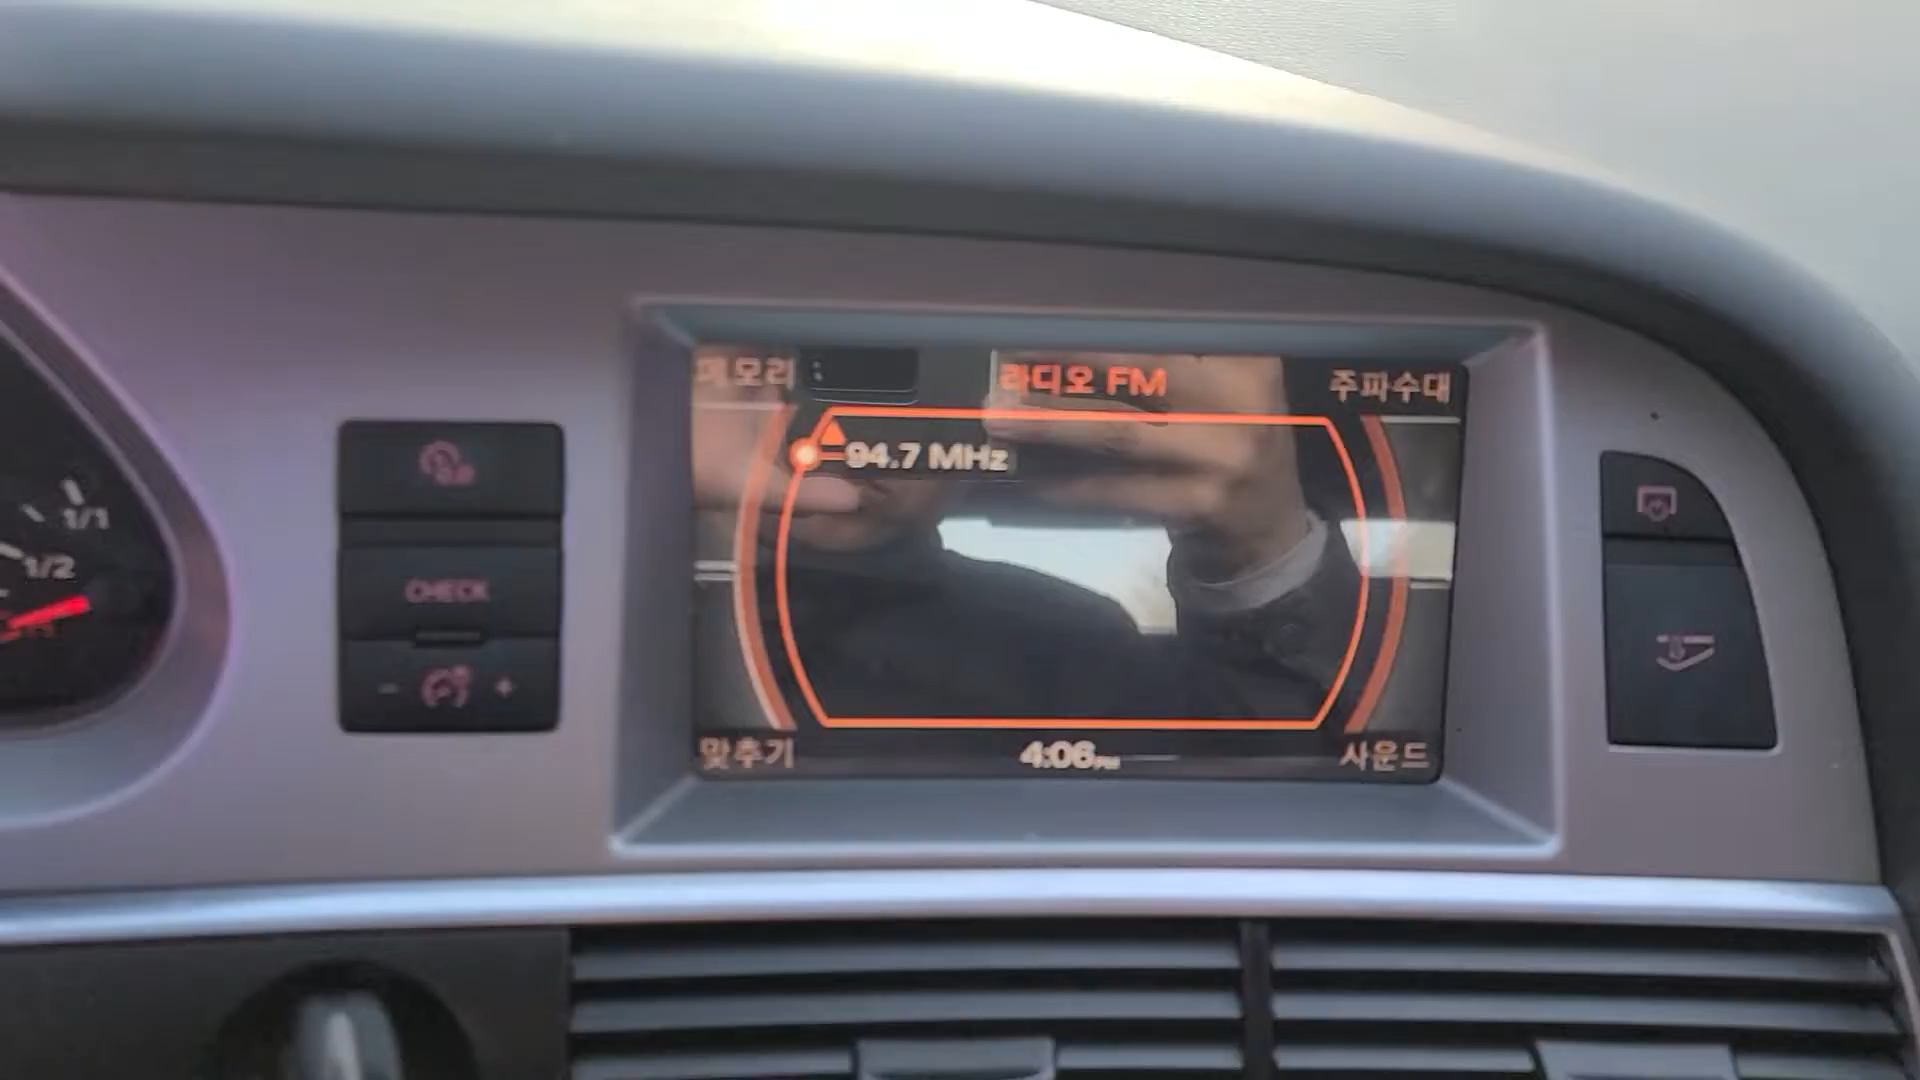 메모리
라디오 FM
주파수대
94.7 MHz
1/1
1/2
CHECK
- +
맞추기
4:06 PM
사운드